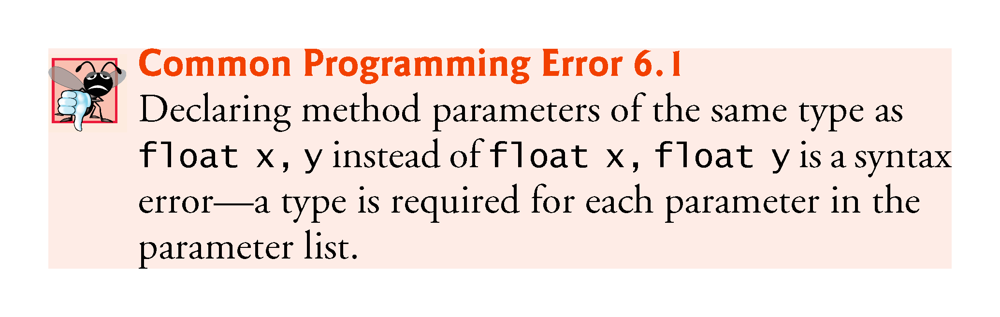 Common Programming Error 6.1
Declaring method parameters of the same type as
float x, y instead of float x, float y is a syntax
error—a type is required for each parameter in the
parameter list.